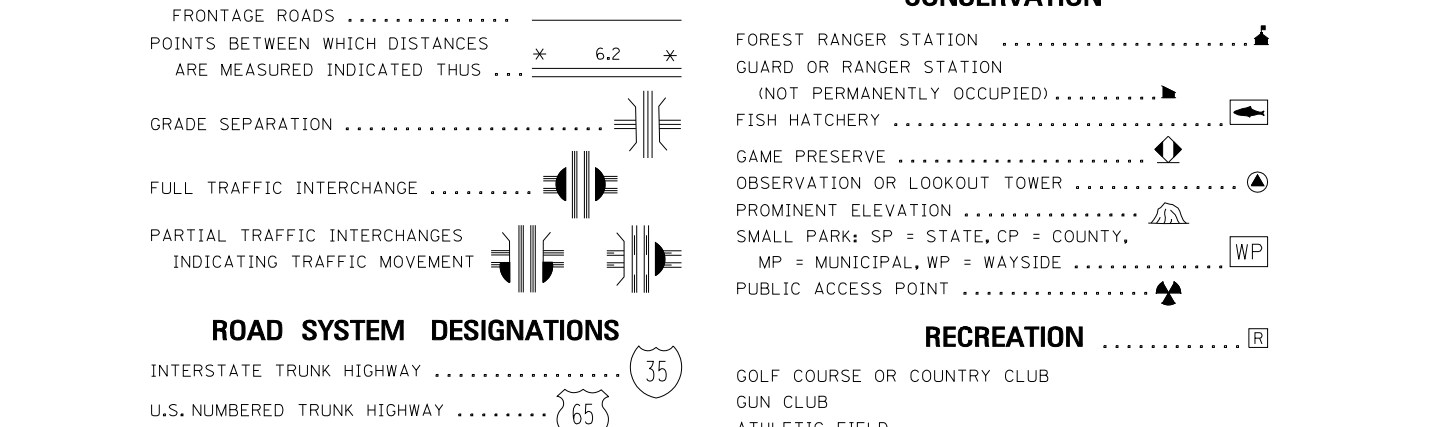 FRONTAGE ROADS ..............
POINTS BETWEEN WHICH DISTANCES
* 6.2 *
ARE MEASURED INDICATED THUS ...
GRADE SEPARATION ..........................
FULL TRAFFIC INTERCHANGE ..........
PARTIAL TRAFFIC INTERCHANGES
INDICATING TRAFFIC MOVEMENT
ROAD SYSTEM DESIGNATIONS
INTERSTATE TRUNK HIGHWAY ................ 35
U.S. NUMBERED TRUNK HIGHWAY ........ 65
CONSERVATION
FOREST RANGER STATION .........................
GUARD OR RANGER STATION
(NOT PERMANENTLY OCCUPIED) ..........
FISH HATCHERY .................................
GAME PRESERVE .........................
OBSERVATION OR LOOKOUT TOWER ................
PROMINENT ELEVATION ................
SMALL PARK: SP = STATE, CP = COUNTY,
MP = MUNICIPAL, WP = WAYSIDE ............... WP
PUBLIC ACCESS POINT ..................
RECREATION ............. R
GOLF COURSE OR COUNTRY CLUB
GUN CLUB
ATHLETIC FIELD